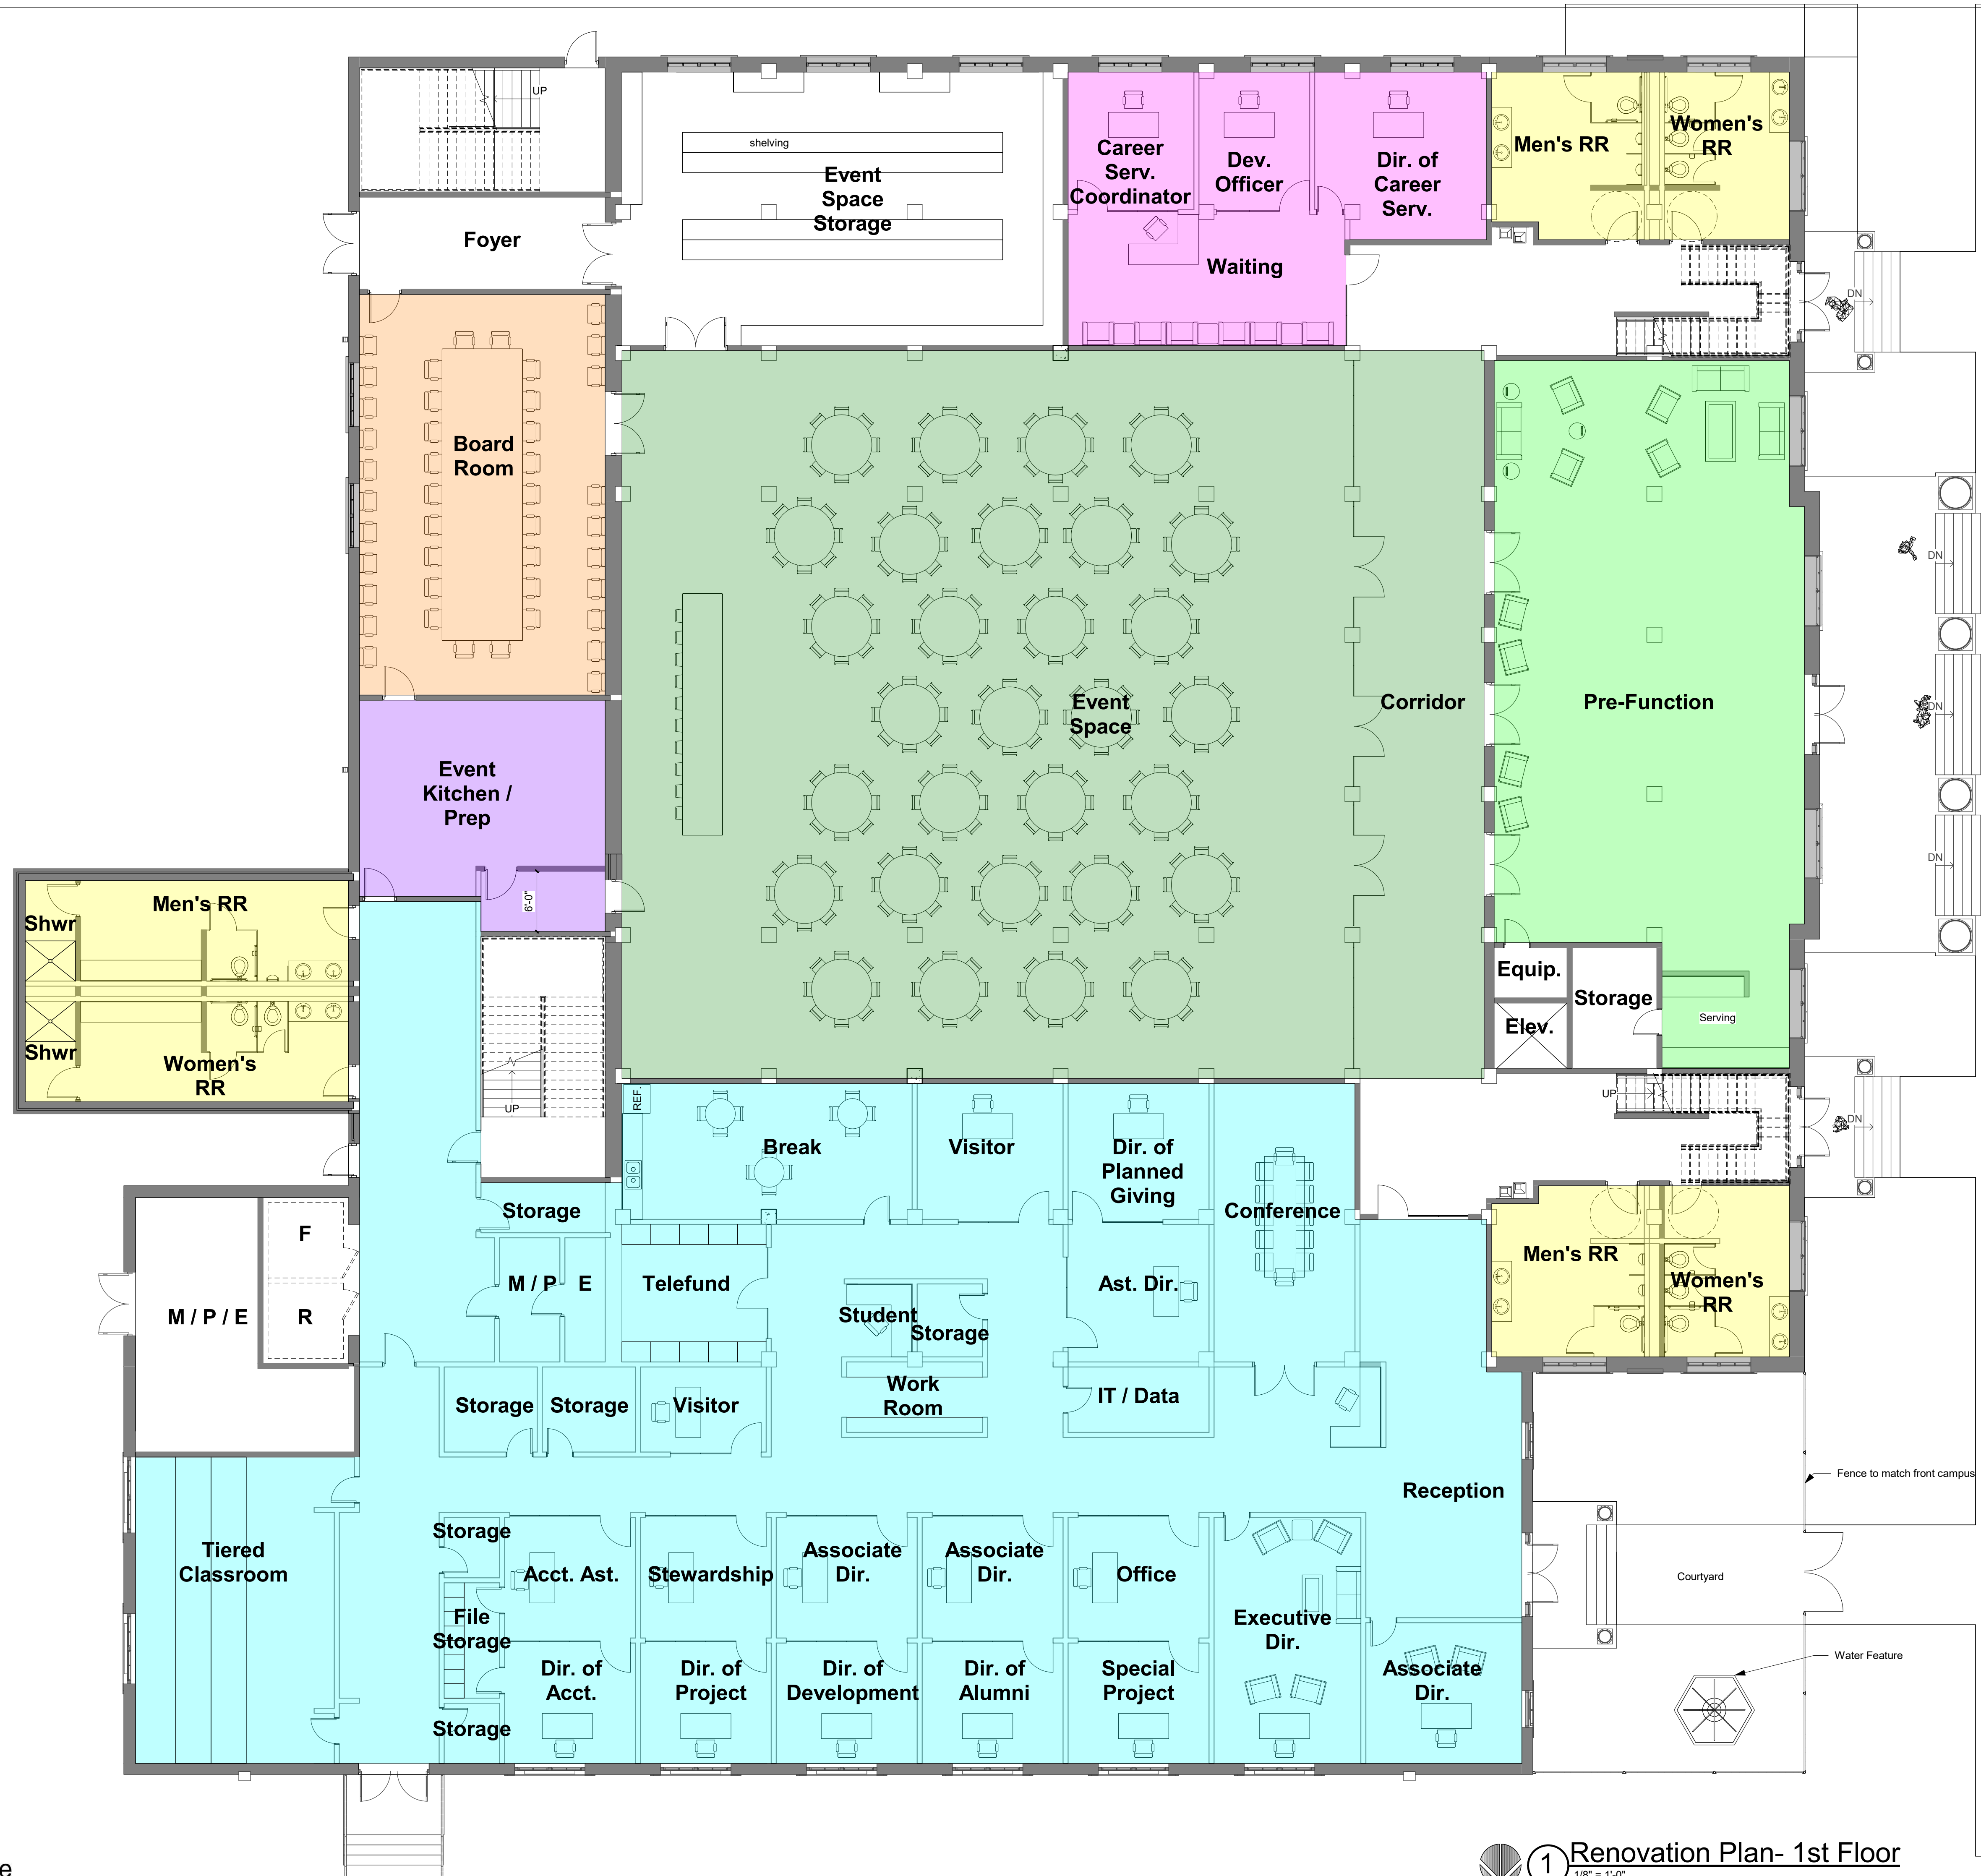 UP
shelving
Event
Space
Storage
Foyer
Career
Serv.
Coordinator
Dev.
Officer
Dir. of
Career
Serv.
Waiting
Men's RR
Women's
RR
DN
Board
Room
Event
Space
Corridor
Pre-Function
DN
DN
DN
Event
Kitchen /
Prep
6'-0"
Men's RR
Shwr
Shwr
Women's
RR
UP
Equip.
Storage
Elev.
Serving
UP
DN
REF.
Break
Visitor
Dir. of
Planned
Giving
Conference
Storage
F
R
M / P / E
M / P
E
Telefund
Student
Storage
Ast. Dir.
Men's RR
Women's
RR
Work
Room
IT / Data
Storage
Storage
Visitor
Reception
Fence to match front campus
Tiered
Classroom
Storage
Acct. Ast.
Stewardship
Associate
Dir.
Associate
Dir.
Office
Courtyard
File
Storage
Executive
Dir.
Dir. of
Acct.
Dir. of
Project
Dir. of
Development
Dir. of
Alumni
Special
Project
Associate
Dir.
Water Feature
Storage
1
Renovation Plan- 1st Floor
1/8" = 1'-0"
e